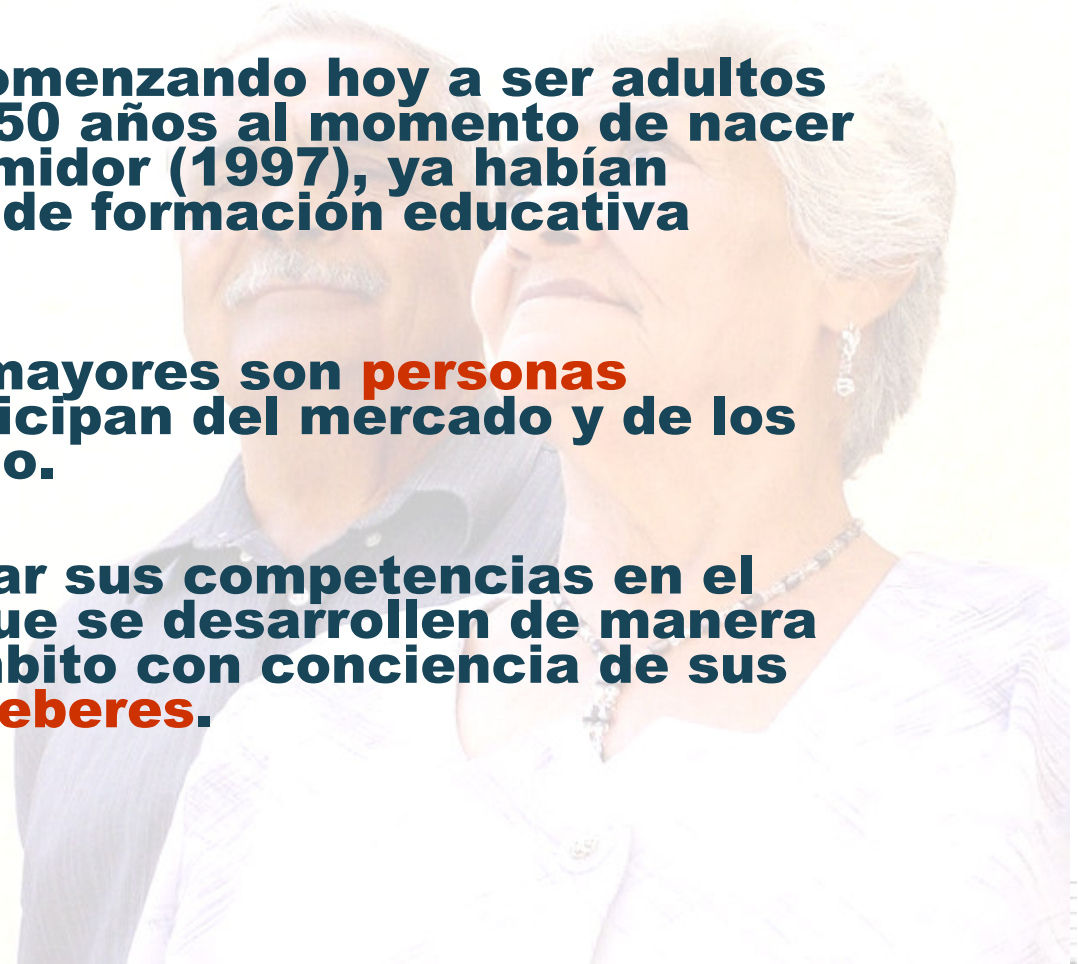 omenzando hoy a ser adultos
50 años al momento de nacer
midor (1997), ya habían
de formación educativa
mayores son personas
icipan del mercado y de los
o.
ar sus competencias en el
ue se desarrollen de manera
bito con conciencia de sus
eberes.